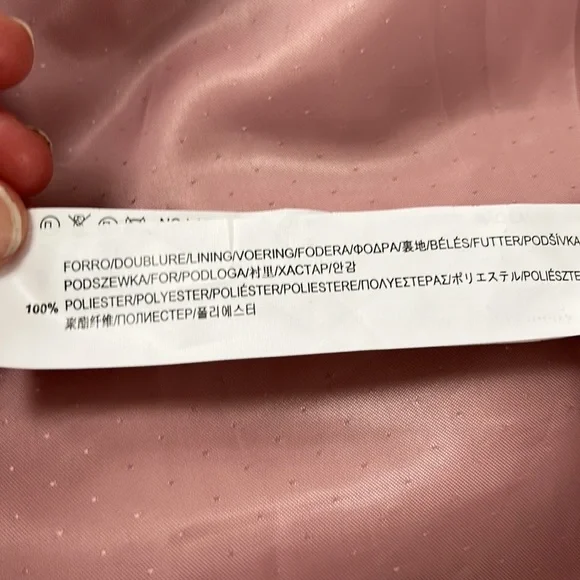 FORRO/DOUBLURE/LINING/VOERING/FODERA/ΦΟΔΡΑ/裏地/BÉLÉS/FUTTER/PODŠÍVKA
PODSZEWKA/FOR/PODLOGA/衬里/ХАСТАР/안감
100% POLIESTER/POLYESTER/POLIÉSTER/POLIESTERE/ΠΟΛΥΕΣΤΕΡΑΣ/ポリエステル/POLIÉSZTE
聚酯纤维/ПОЛИЕСТЕР/폴리에스터